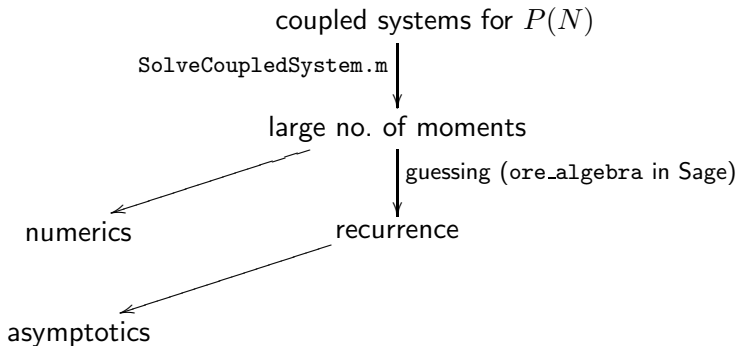 coupled systems for P(N)
SolveCoupledSystem.m
large no. of moments
guessing (ore_algebra in Sage)
numerics
recurrence
asymptotics